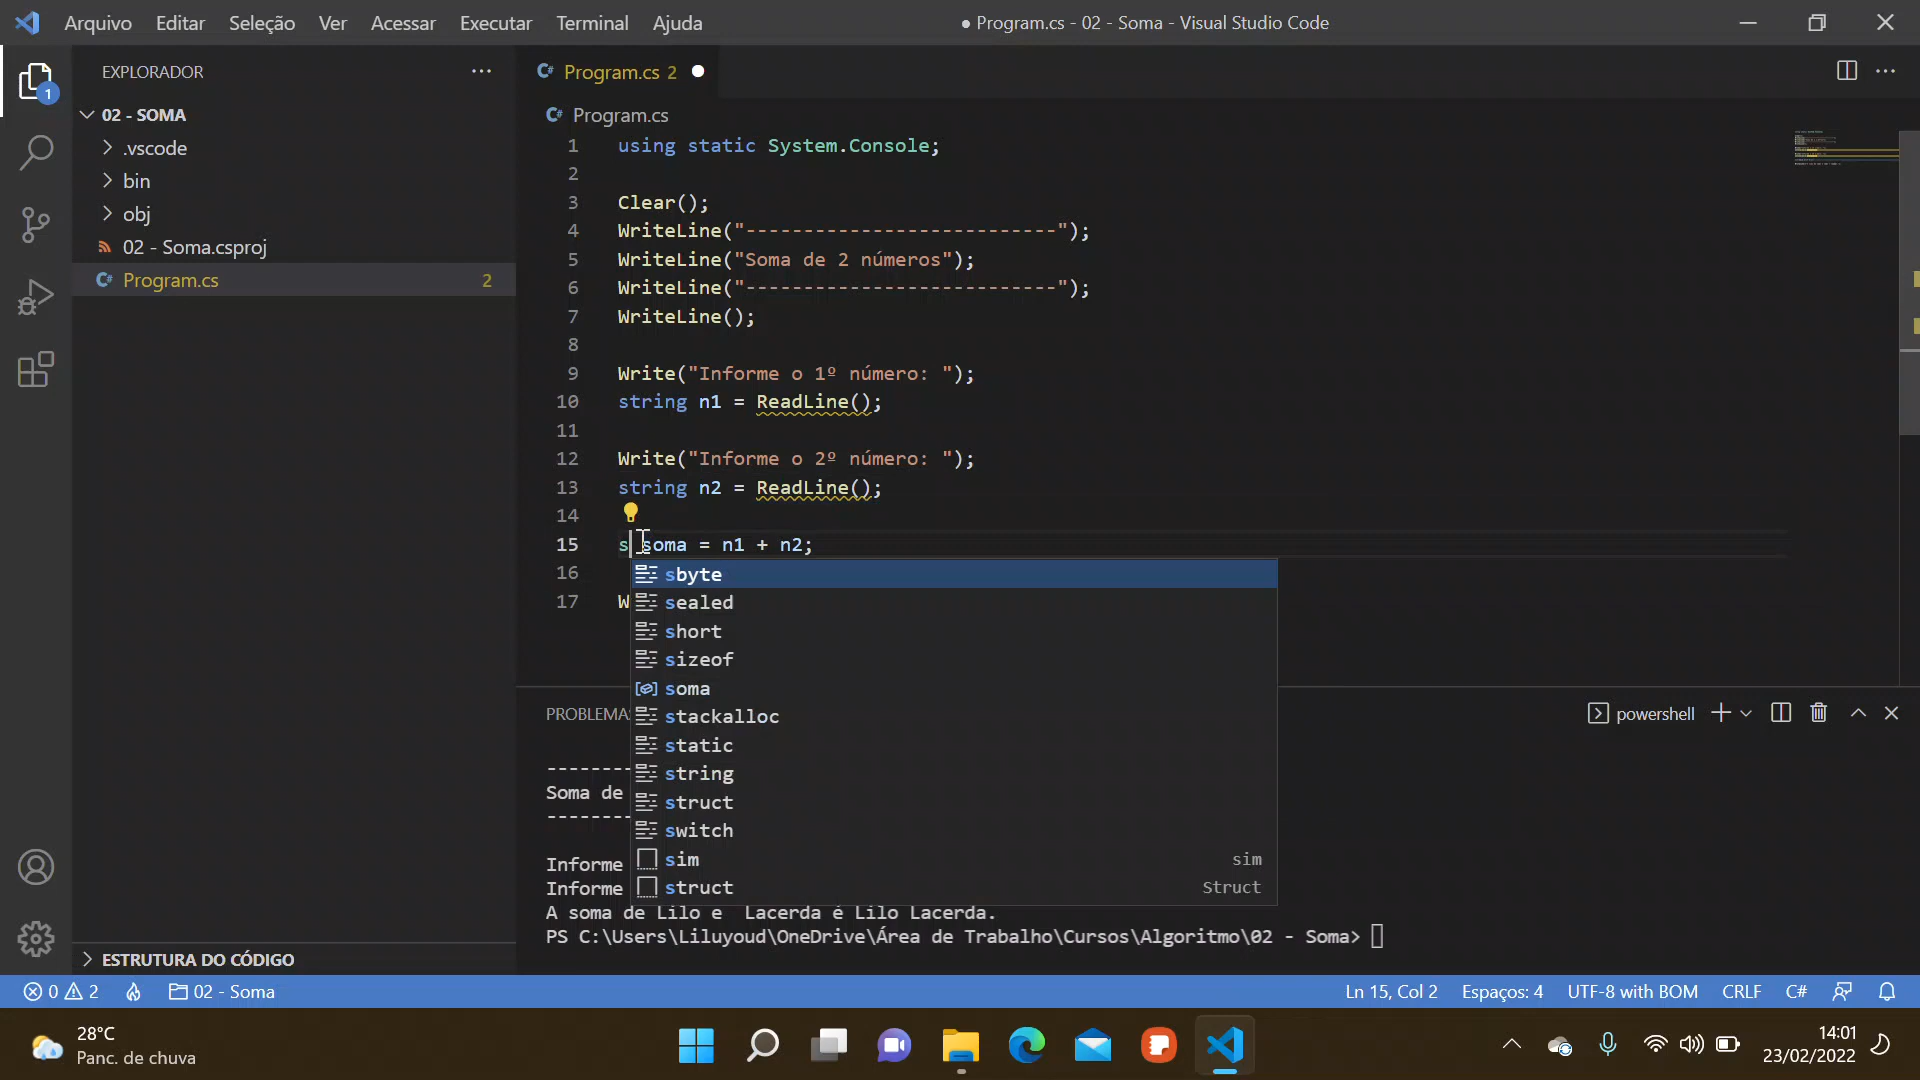 Arquivo Editar Seleção Ver Acessar Executar Terminal Ajuda
● Program.cs - 02 - Soma - Visual Studio Code
EXPLORADOR
1
02 - SOMA
.vscode
bin
obj
02 - Soma.csproj
Program.cs 2
ESTRUTURA DO CÓDIGO
Program.cs 2
Program.cs
1 using static System.Console;
2
3 Clear();
4 WriteLine("---------------------------");
5 WriteLine("Soma de 2 números");
6 WriteLine("---------------------------");
7 WriteLine();
8
9 Write("Informe o 1º número: ");
10 string n1 = ReadLine();
11
12 Write("Informe o 2º número: ");
13 string n2 = ReadLine();
14
15 s soma = n1 + n2;
16
17 W
sbyte
sealed
short
sizeof
soma
stackalloc
static
string
struct
switch
sim sim
struct Struct
PROBLEMA
powershell
--------
Soma de
--------
Informe
Informe
A soma de Lilo e  Lacerda é Lilo Lacerda.
PS C:\Users\Liluyoud\OneDrive\Área de Trabalho\Cursos\Algoritmo\02 - Soma>
0 2 02 - Soma
Ln 15, Col 2 Espaços: 4 UTF-8 with BOM CRLF C#
28°C
Panc. de chuva
14:01
23/02/2022